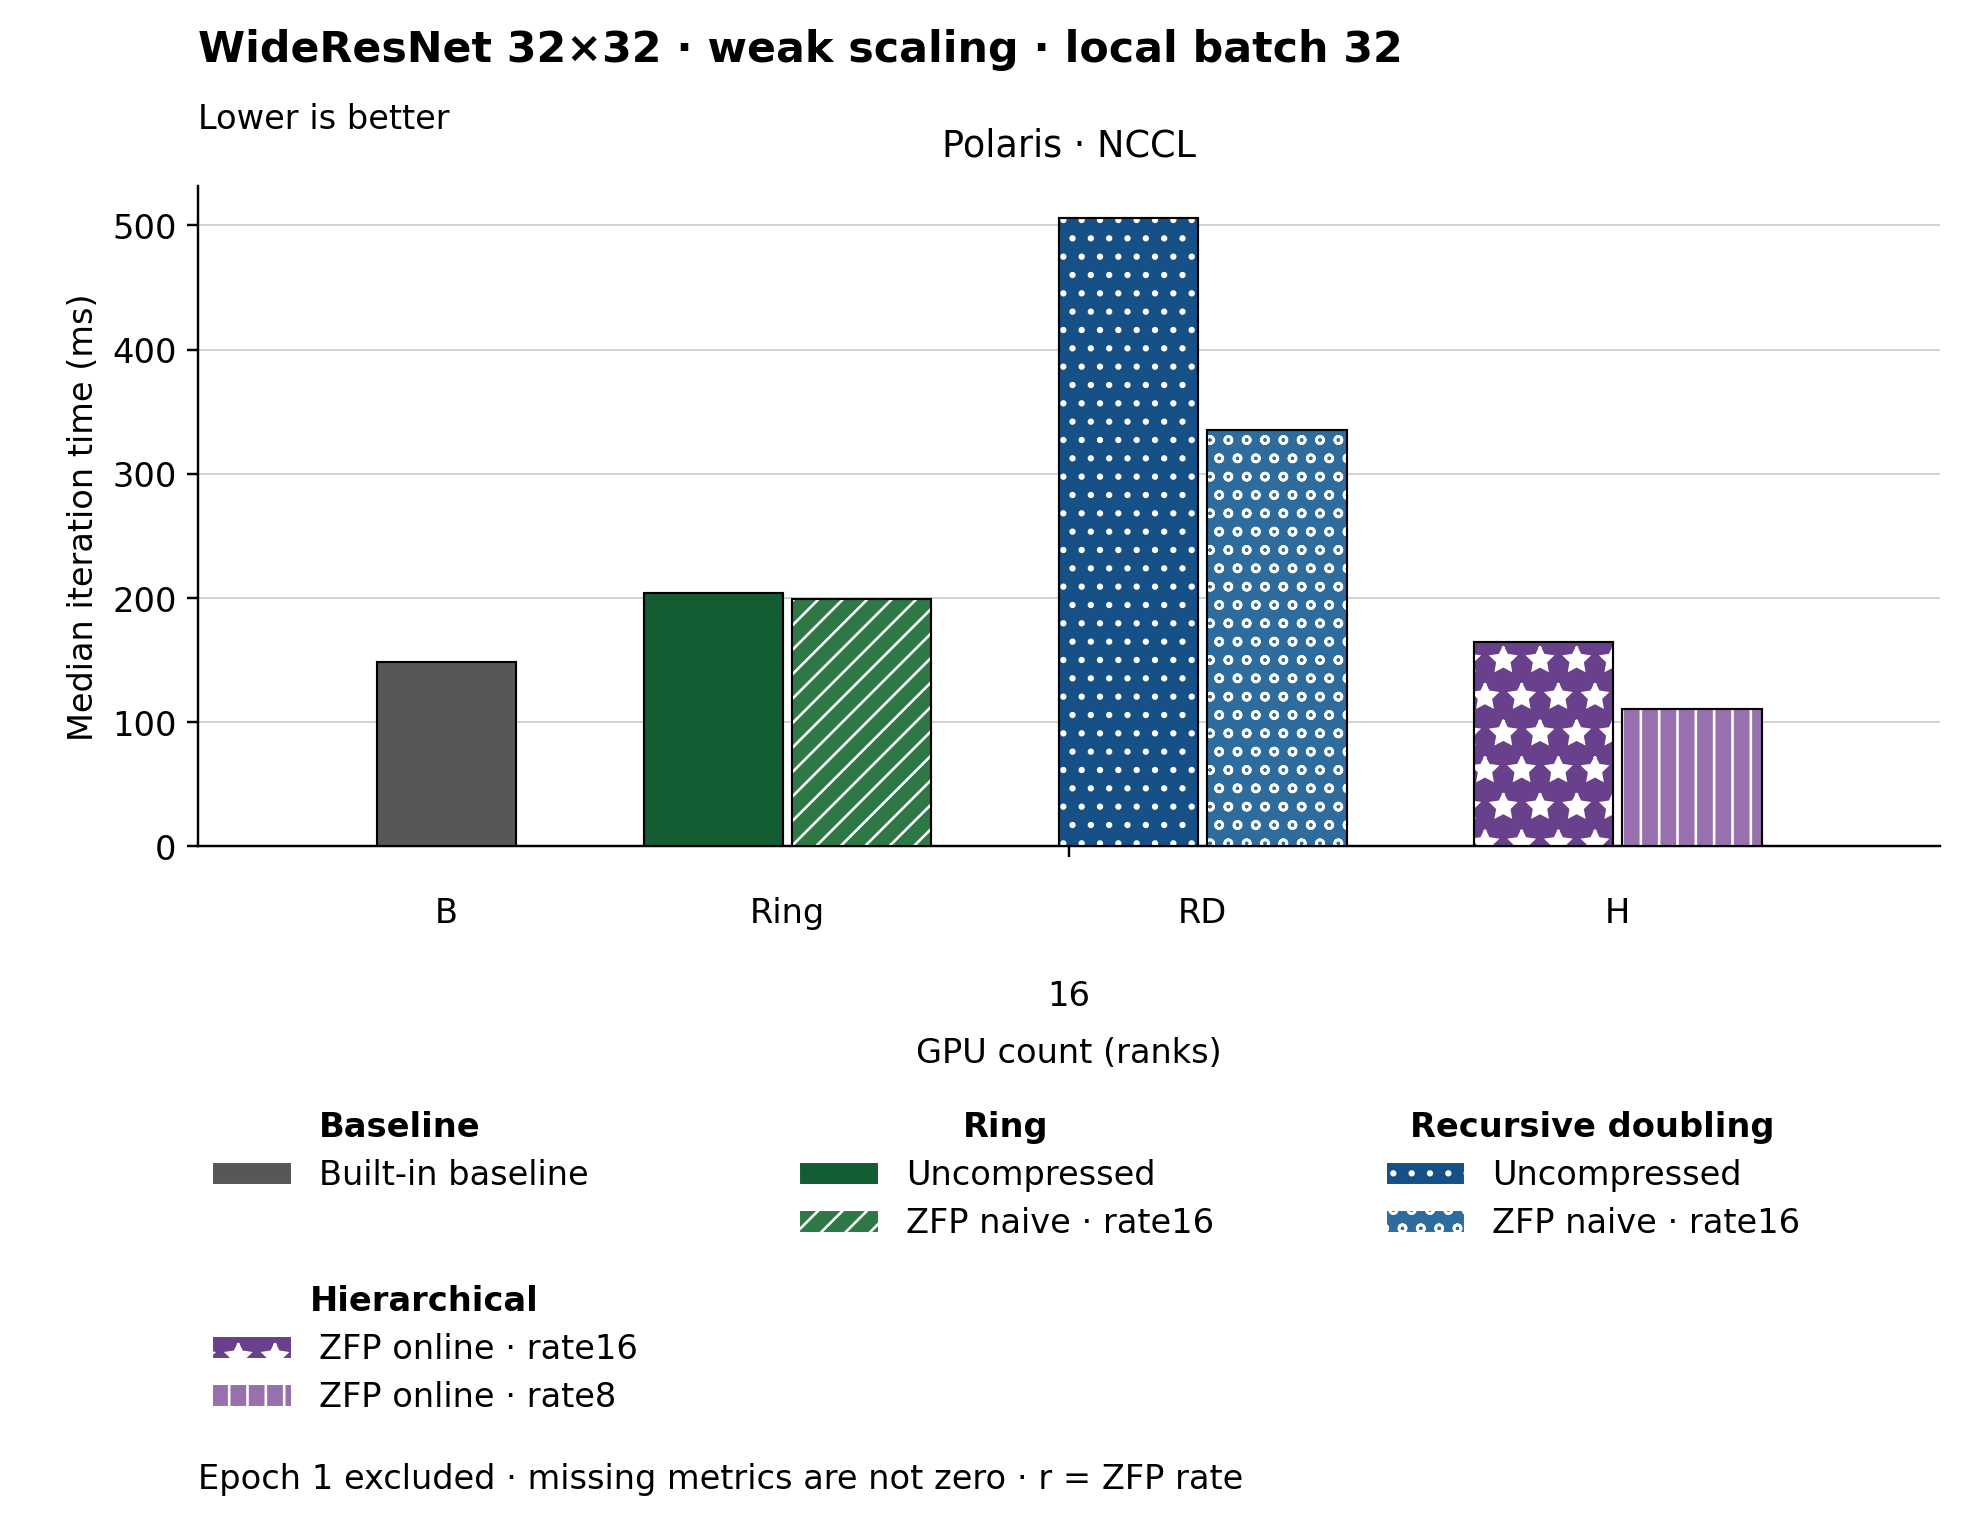 WideResNet 32×32 · weak scaling · local batch 32
Lower is better
Polaris · NCCL
Median iteration time (ms)
500
400
300
200
100
0
B Ring RD H
16
GPU count (ranks)
Baseline
Built-in baseline
Ring
Uncompressed
ZFP naive · rate16
Recursive doubling
Uncompressed
ZFP naive · rate16
Hierarchical
ZFP online · rate16
ZFP online · rate8
Epoch 1 excluded · missing metrics are not zero · r = ZFP rate